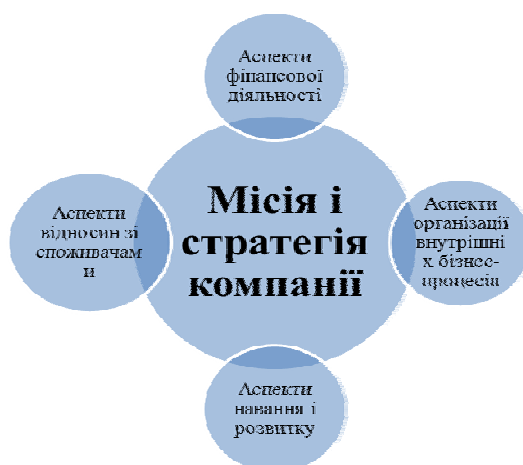 Аспекти
фінансової
діяльності
Місія і
стратегія
компанії
Аспекти
відносин зі
споживачам
и
Аспекти
організації
внутрішні
х бізнес-
процесів
Аспекти
навання і
розвитку